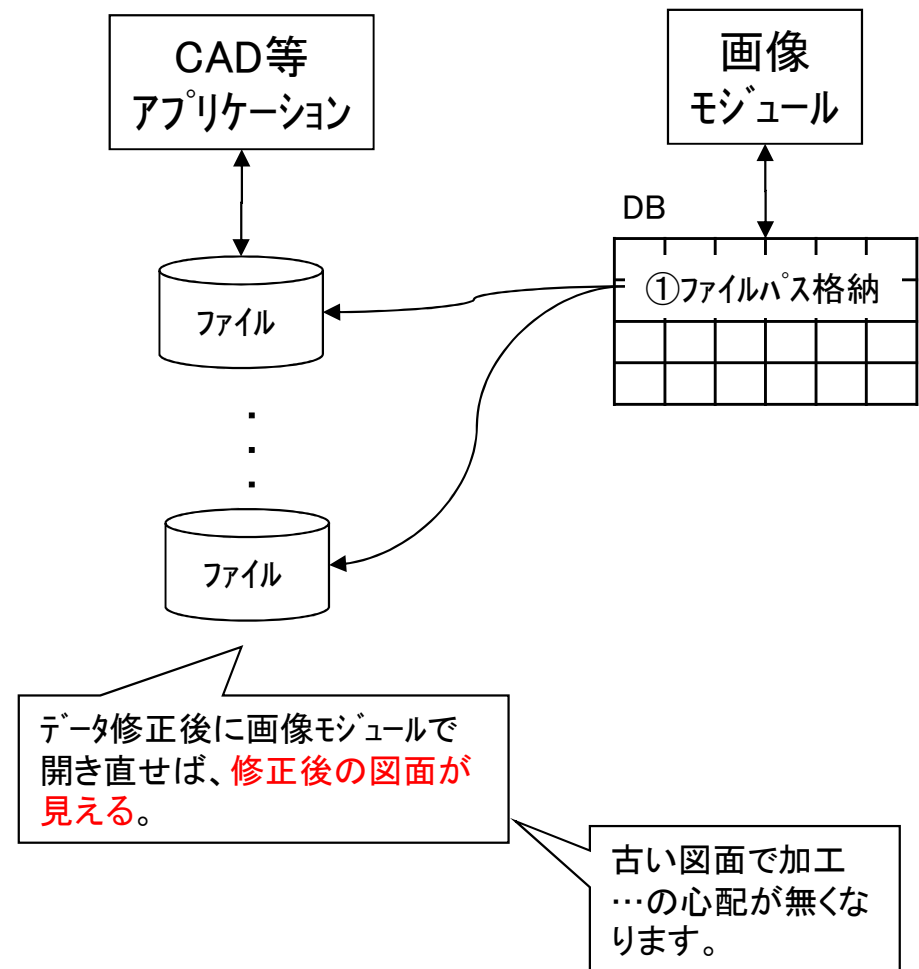 CAD等
アプリケーション
画像
モジュール
DB
①ファイルパス格納
ファイル
・
・
・
ファイル
データ修正後に画像モジュールで
開き直せば、修正後の図面が
見える。
古い図面で加工
…の心配が無くな
ります。